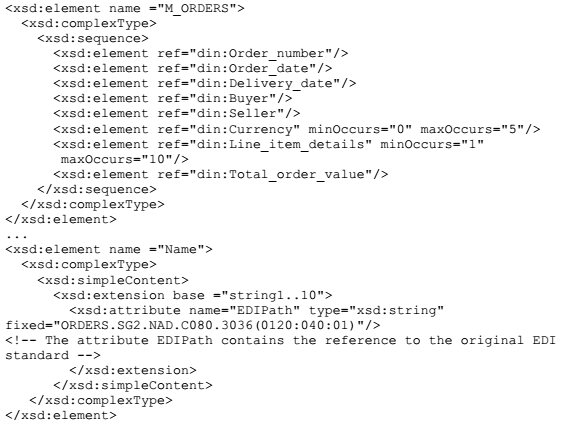 <xsd:element name ="M_ORDERS">
  <xsd:complexType>
    <xsd:sequence>
      <xsd:element ref="din:Order_number"/>
      <xsd:element ref="din:Order_date"/>
      <xsd:element ref="din:Delivery_date"/>
      <xsd:element ref="din:Buyer"/>
      <xsd:element ref="din:Seller"/>
      <xsd:element ref="din:Currency" minOccurs="0" maxOccurs="5"/>
      <xsd:element ref="din:Line_item_details" minOccurs="1"
       maxOccurs="10"/>
      <xsd:element ref="din:Total_order_value"/>
    </xsd:sequence>
  </xsd:complexType>
</xsd:element>
...
<xsd:element name ="Name">
  <xsd:complexType>
    <xsd:simpleContent>
      <xsd:extension base ="string1..10">
        <xsd:attribute name="EDIPath" type="xsd:string"
fixed="ORDERS.SG2.NAD.C080.3036(0120:040:01)"/>
<!-- The attribute EDIPath contains the reference to the original EDI
standard -->
        </xsd:extension>
      </xsd:simpleContent>
   </xsd:complexType>
</xsd:element>